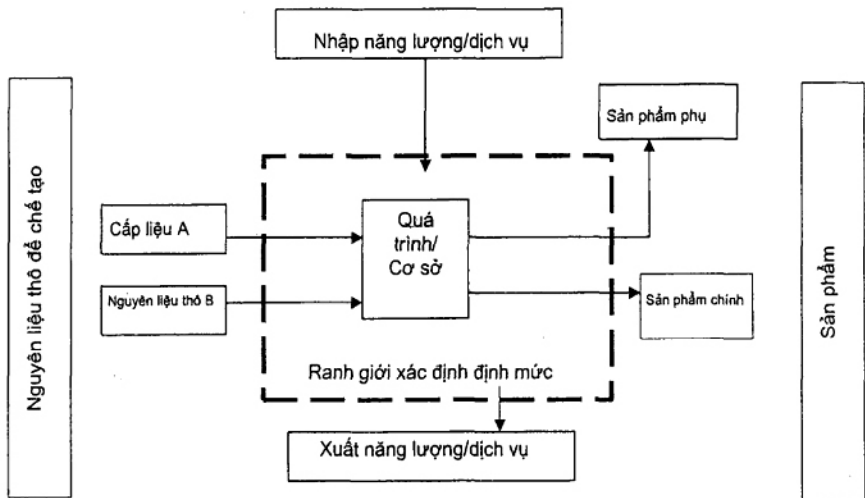 Nhập năng lượng/dịch vụ
Nguyên liệu thô để chế tạo
Sản phẩm phụ
Cấp liệu A
Quá
trình/
Cơ sở
Nguyên liệu thô B
Sản phẩm chính
Sản phẩm
Ranh giới xác định định mức
Xuất năng lượng/dịch vụ